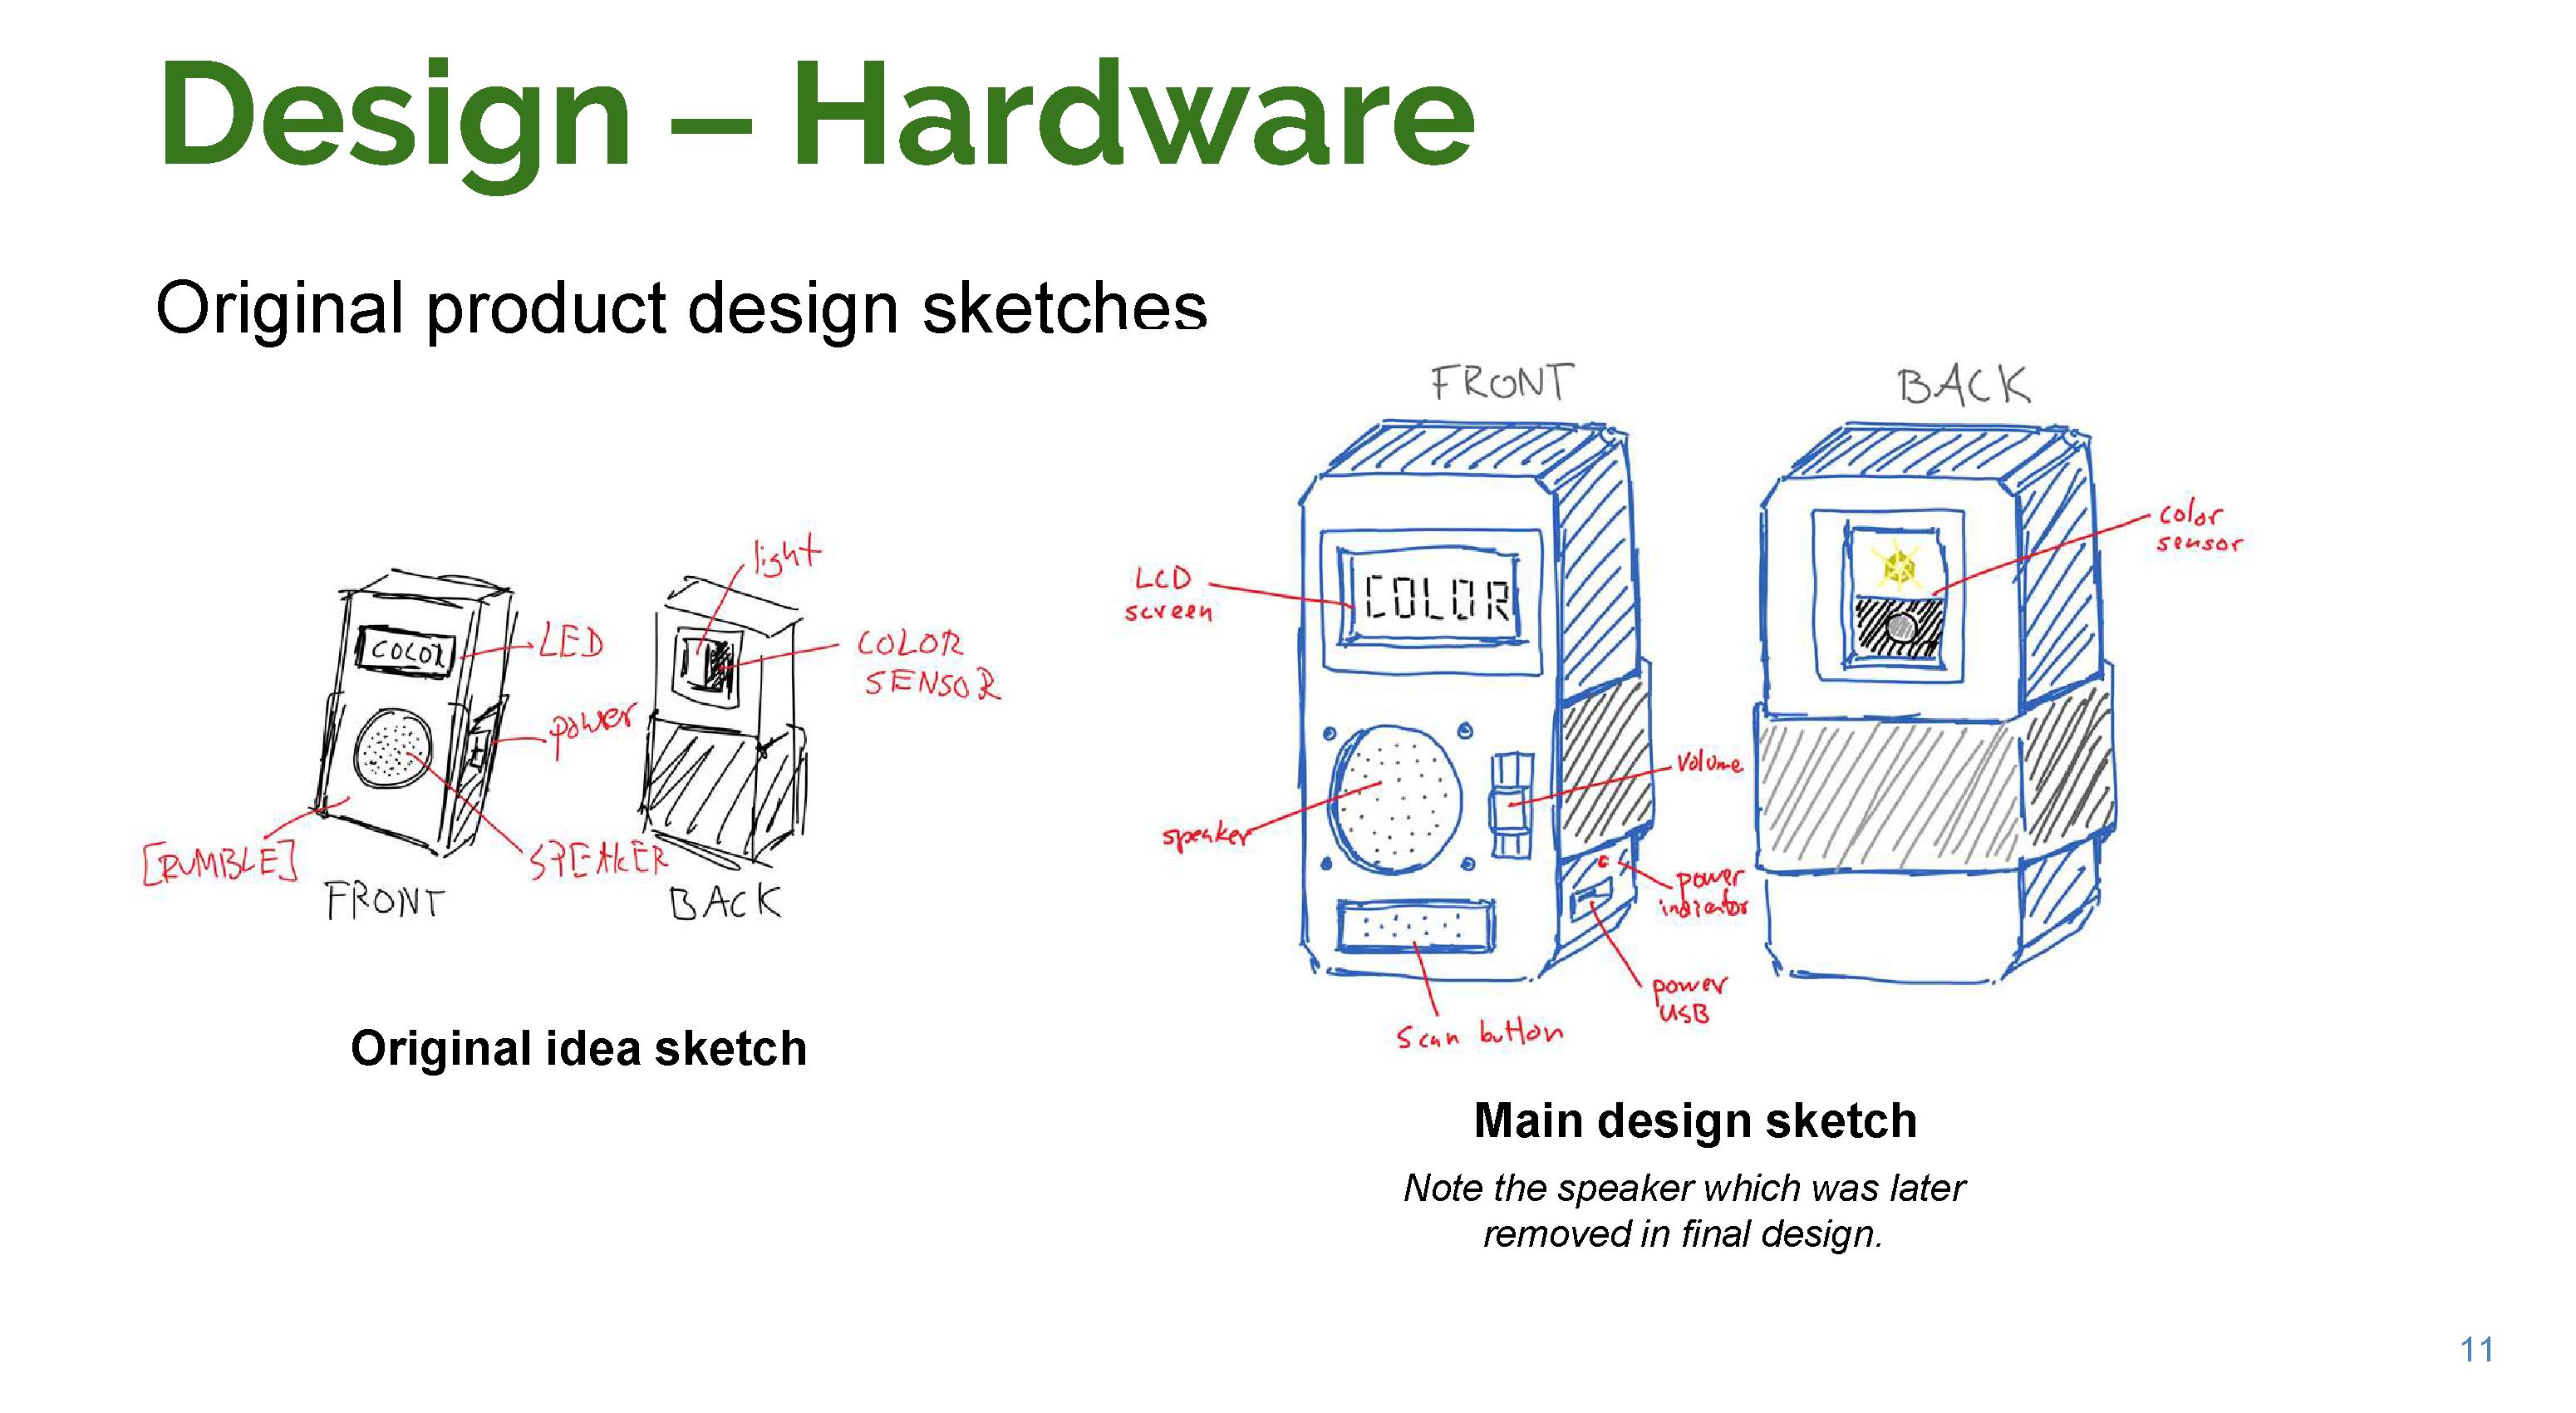 Design – Hardware
Original product design sketches
light
COLOR
LED
COLOR
SENSOR
power
[RUMBLE]
SPEAKER
FRONT
BACK
Original idea sketch
FRONT
BACK
color
sensor
LCD
screen
COLOR
volume
speaker
power
indicator
power
USB
scan button
Main design sketch
Note the speaker which was later
removed in final design.
11